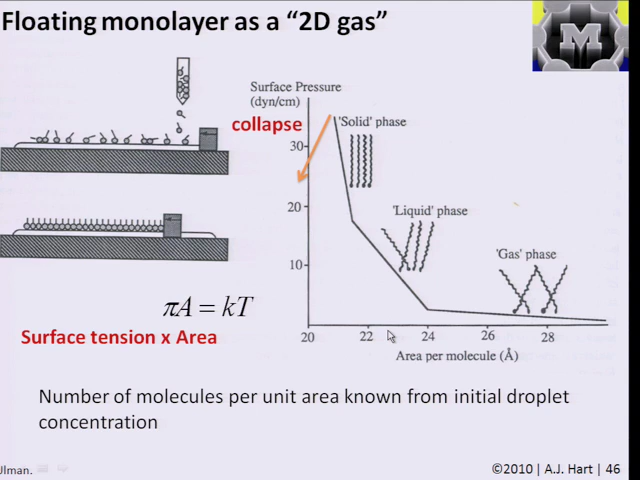 Floating monolayer as a “2D gas”
M
Surface Pressure
(dyn/cm)
collapse
'Solid' phase
30
20
'Liquid' phase
10
'Gas' phase
πA = kT
Surface tension x Area
20 22 24 26 28
Area per molecule (Å)
Number of molecules per unit area known from initial droplet
concentration
Ulman.
©2010 | A.J. Hart | 46